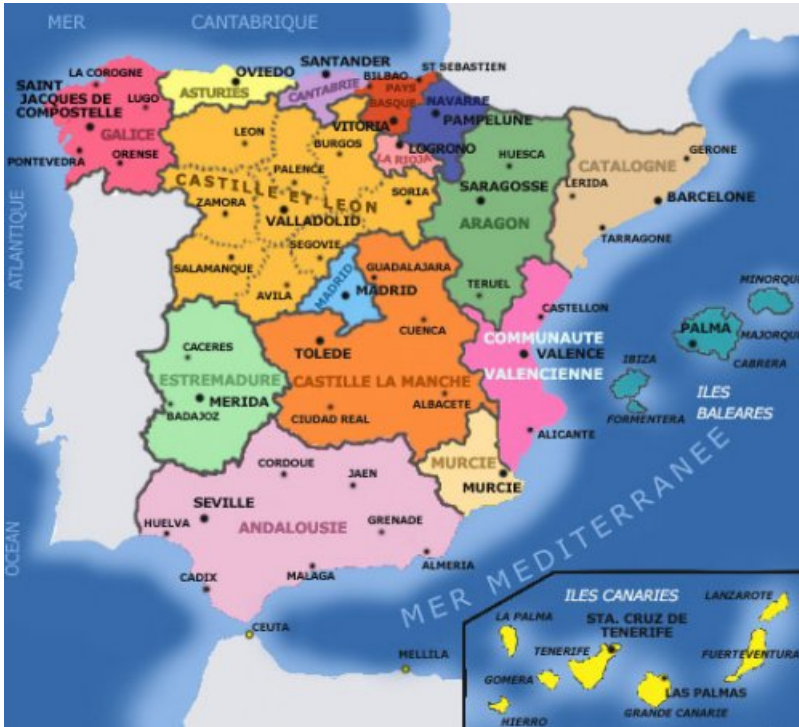 MER CANTABRIQUE
LA COROGNE
SAINT
JACQUES DE
COMPOSTELLE
LUGO
GALICE
PONTEVEDRA
ORENSE
OVIEDO
ASTURIES
SANTANDER
CANTABRIE
BILBAO
ST SEBASTIEN
PAYS
BASQUE
VITORIA
NAVARRE
PAMPELUNE
LOGRONO
LA RIOJA
LEON
BURGOS
PALENCE
CASTILLE ET LEON
ZAMORA
VALLADOLID
SORIA
SEGOVIE
SALAMANQUE
AVILA
HUESCA
SARAGOSSE
ARAGON
TERUEL
CATALOGNE
GERONE
LERIDA
BARCELONE
TARRAGONE
MADRID
MADRID
GUADALAJARA
CUENCA
TOLEDE
CASTILLE LA MANCHE
ALBACETE
CIUDAD REAL
CACERES
ESTREMADURE
MERIDA
BADAJOZ
CASTELLON
COMMUNAUTE
VALENCE
VALENCIENNE
ALICANTE
MINORQUE
PALMA
MAJORQUE
CABRERA
IBIZA
FORMENTERA
ILES
BALEARES
MURCIE
MURCIE
CORDOUE
JAEN
SEVILLE
ANDALOUSIE
HUELVA
GRENADE
CADIX
MALAGA
ALMERIA
CEUTA
MELLILA
OCEAN ATLANTIQUE
MER MEDITERRANEE
ILES CANARIES
LANZAROTE
LA PALMA
STA. CRUZ DE
TENERIFE
TENERIFE
FUERTEVENTURA
GOMERA
LAS PALMAS
HIERRO
GRANDE CANARIE